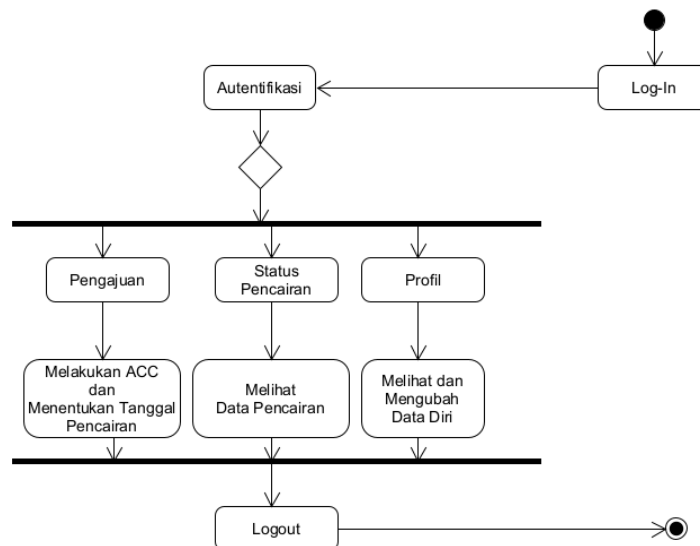 Log-In
Autentifikasi
Pengajuan
Status
Pencairan
Profil
Melakukan ACC
dan
Menentukan Tanggal
Pencairan
Melihat
Data Pencairan
Melihat dan
Mengubah
Data Diri
Logout